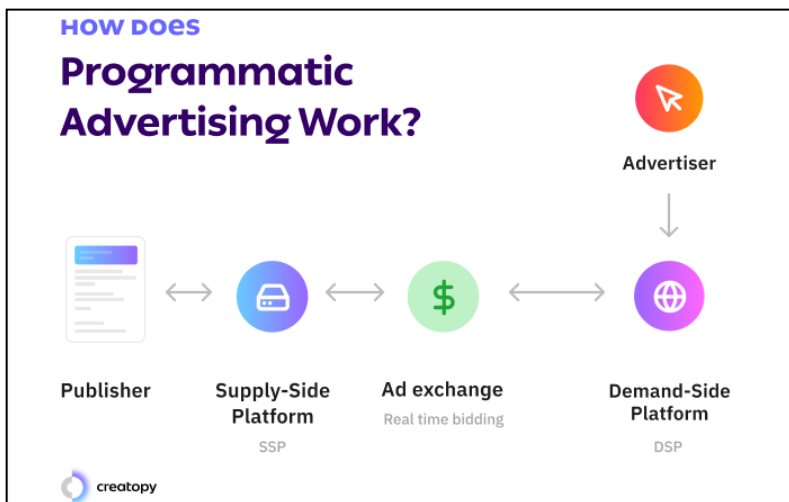 HOW DOes
Programmatic
Advertising Work?
Advertiser
Publisher
Supply-Side
Platform
SSP
Ad exchange
Real time bidding
Demand-Side
Platform
DSP
creatopy